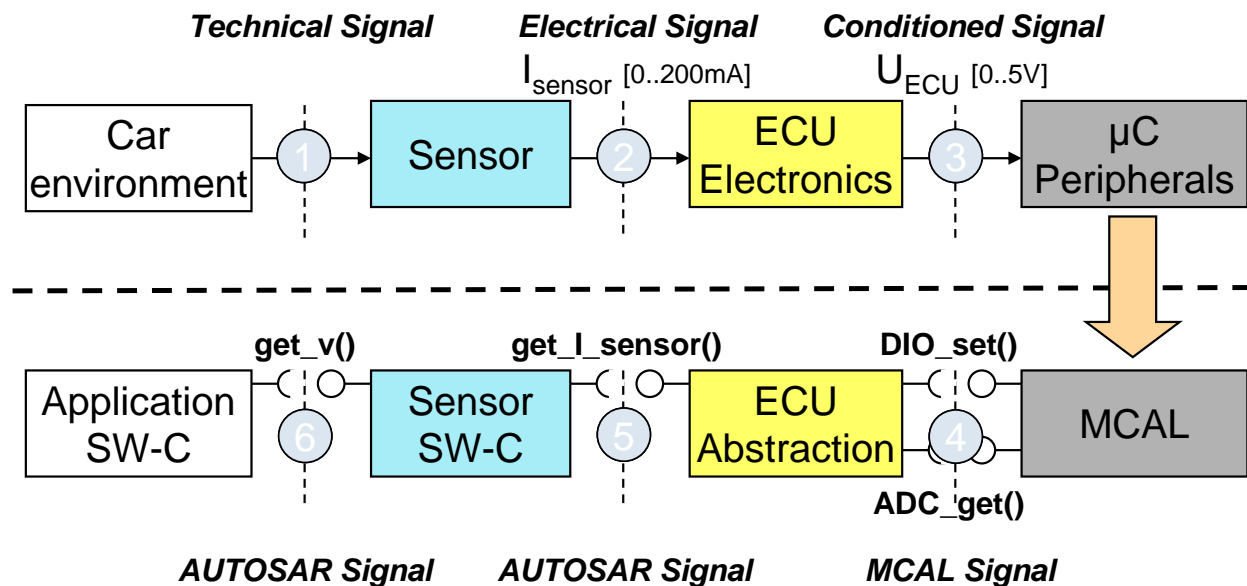 Technical Signal
Electrical Signal
Conditioned Signal
I sensor [0..200mA]
U ECU [0..5V]
Car
environment
1
Sensor
2
ECU
Electronics
3
µC
Peripherals
get_v()
get_I_sensor()
DIO_set()
Application
SW-C
6
Sensor
SW-C
5
ECU
Abstraction
4
MCAL
ADC_get()
AUTOSAR Signal
AUTOSAR Signal
MCAL Signal